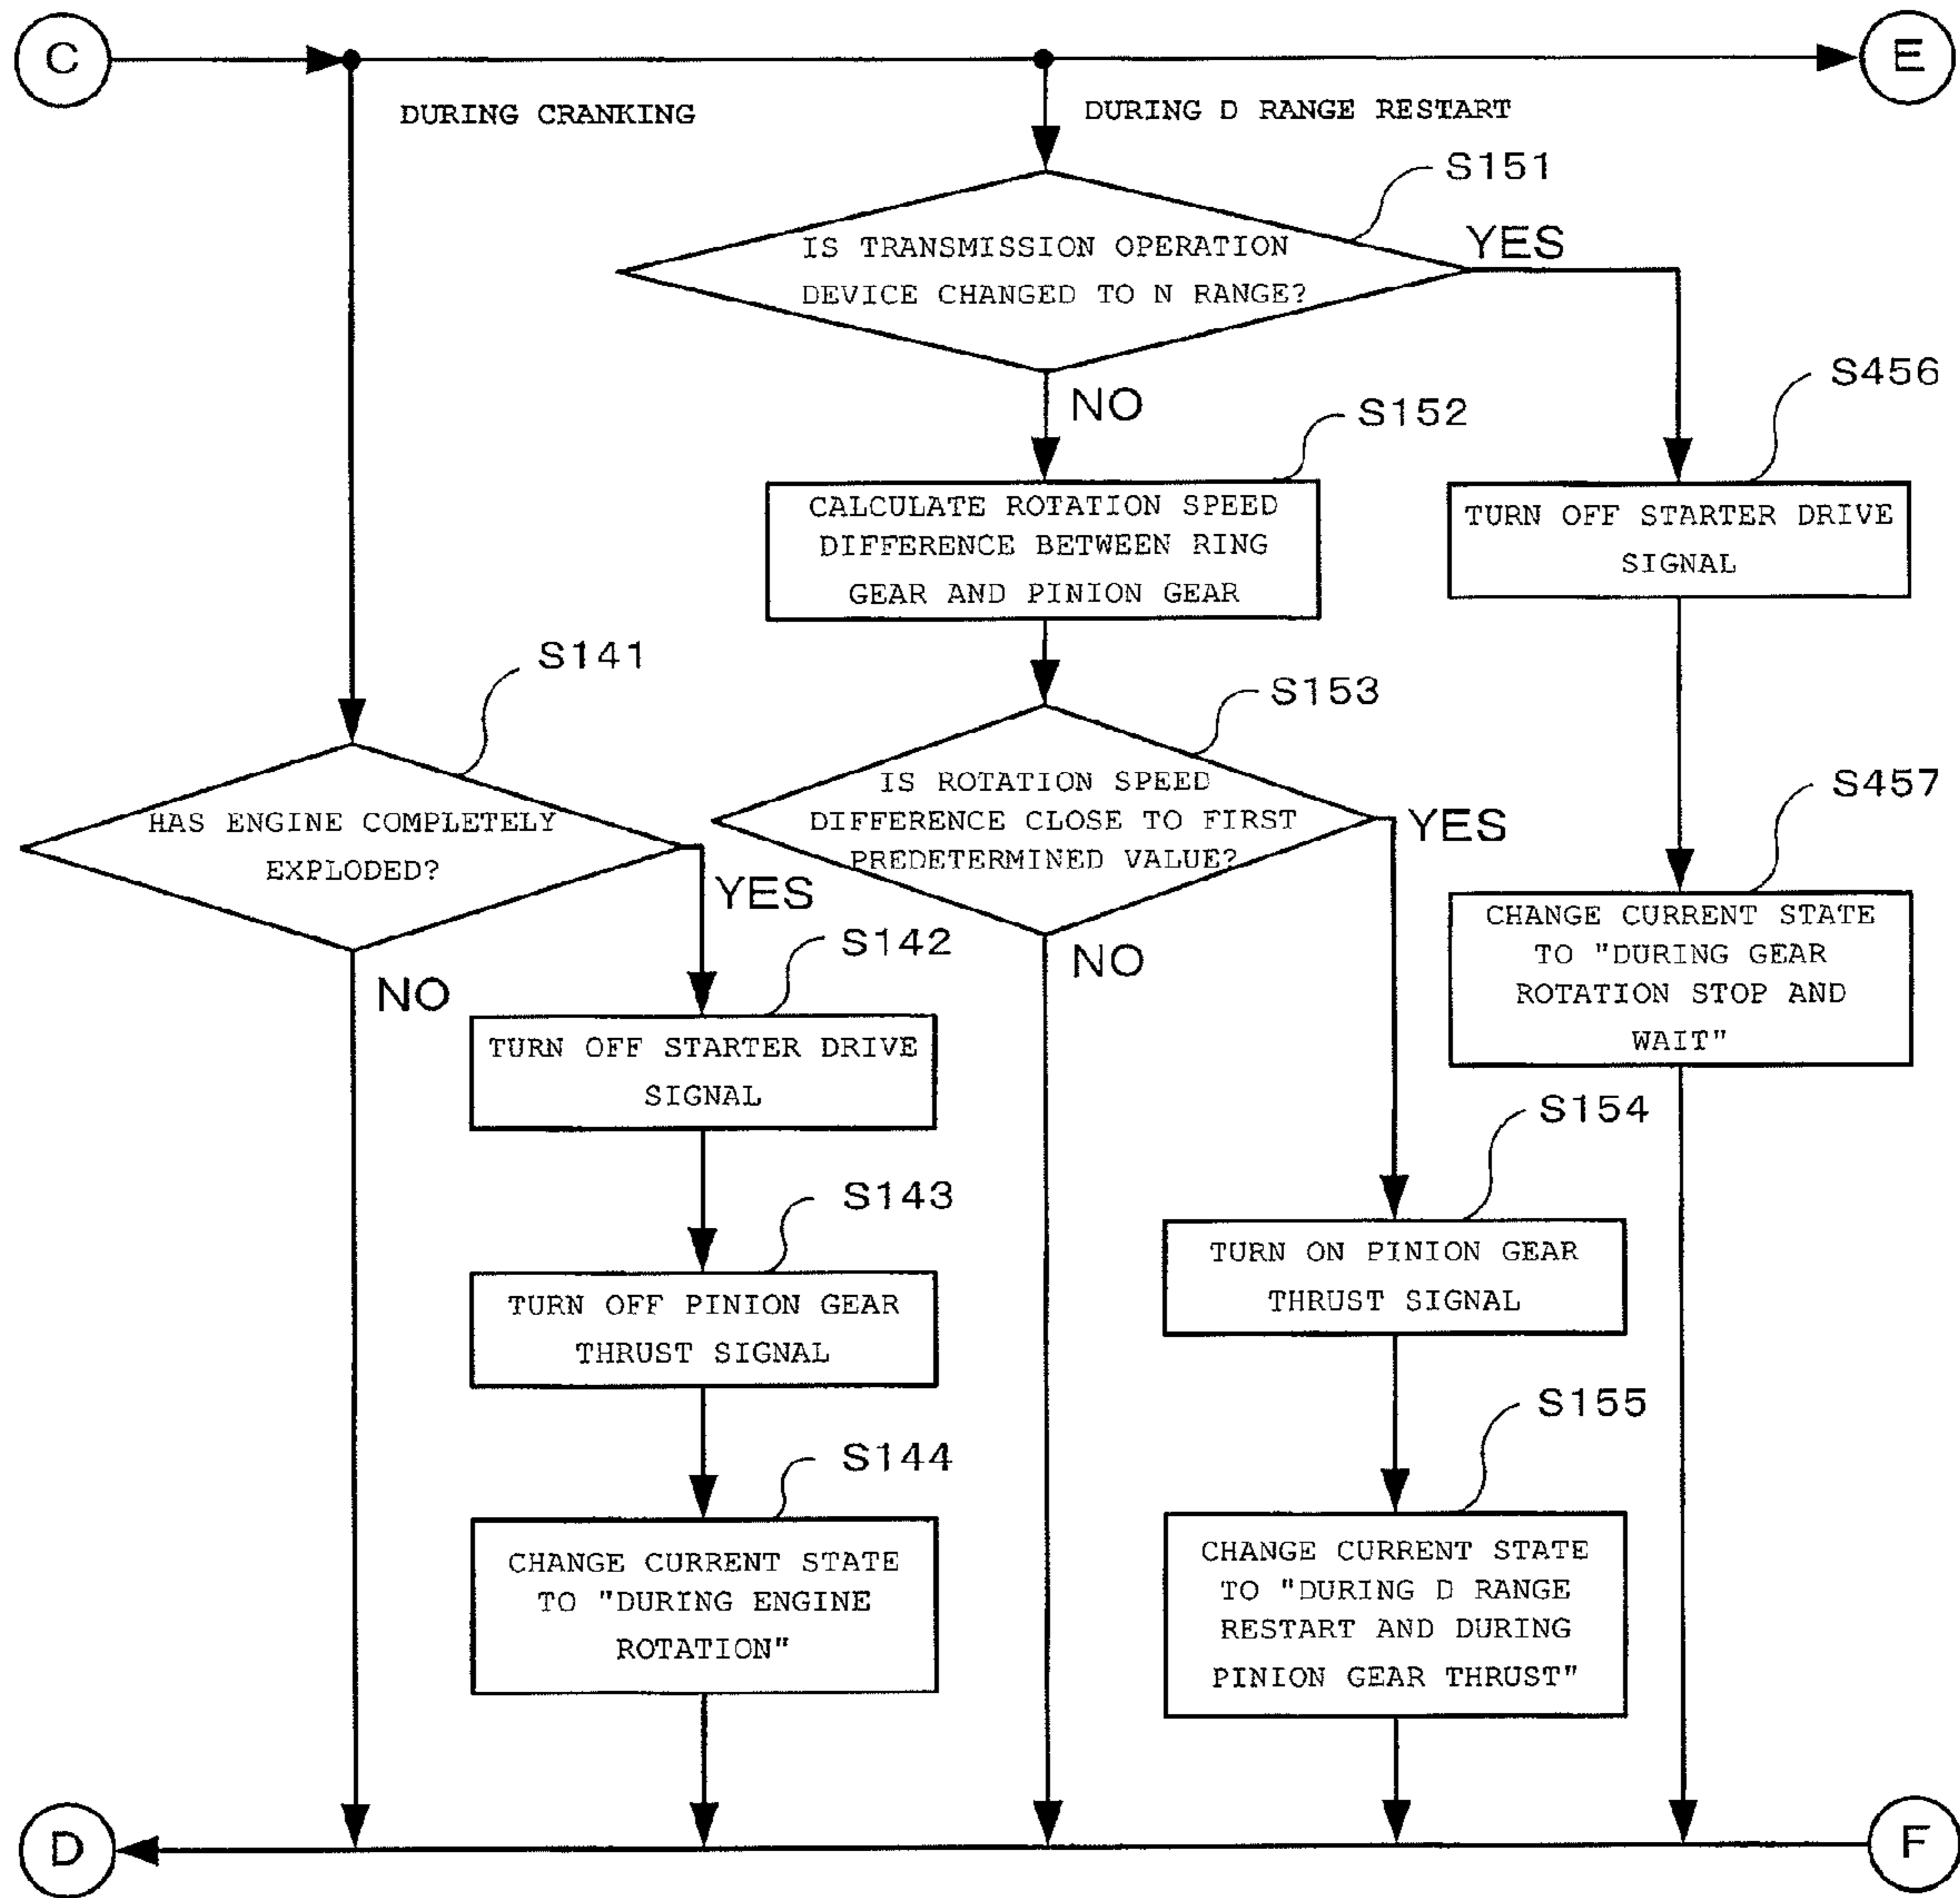 C
E
DURING CRANKING
DURING D RANGE RESTART
S151
IS TRANSMISSION OPERATION
DEVICE CHANGED TO N RANGE?
YES
NO
S456
TURN OFF STARTER DRIVE
SIGNAL
S152
CALCULATE ROTATION SPEED
DIFFERENCE BETWEEN RING
GEAR AND PINION GEAR
S141
HAS ENGINE COMPLETELY
EXPLODED?
YES
NO
S153
IS ROTATION SPEED
DIFFERENCE CLOSE TO FIRST
PREDETERMINED VALUE?
YES
NO
S457
CHANGE CURRENT STATE
TO "DURING GEAR
ROTATION STOP AND
WAIT"
S142
TURN OFF STARTER DRIVE
SIGNAL
S154
TURN ON PINION GEAR
THRUST SIGNAL
S143
TURN OFF PINION GEAR
THRUST SIGNAL
S155
CHANGE CURRENT STATE
TO "DURING D RANGE
RESTART AND DURING
PINION GEAR THRUST"
S144
CHANGE CURRENT STATE
TO "DURING ENGINE
ROTATION"
D
F